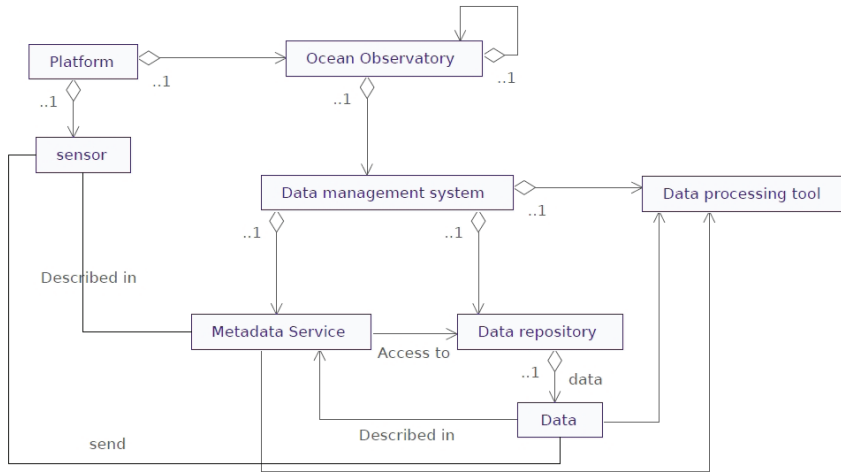 Platform
Ocean Observatory
..1
..1
..1
..1
sensor
Data management system
Data processing tool
..1
..1
..1
Described in
Metadata Service
Data repository
Access to
..1
data
Data
Described in
send